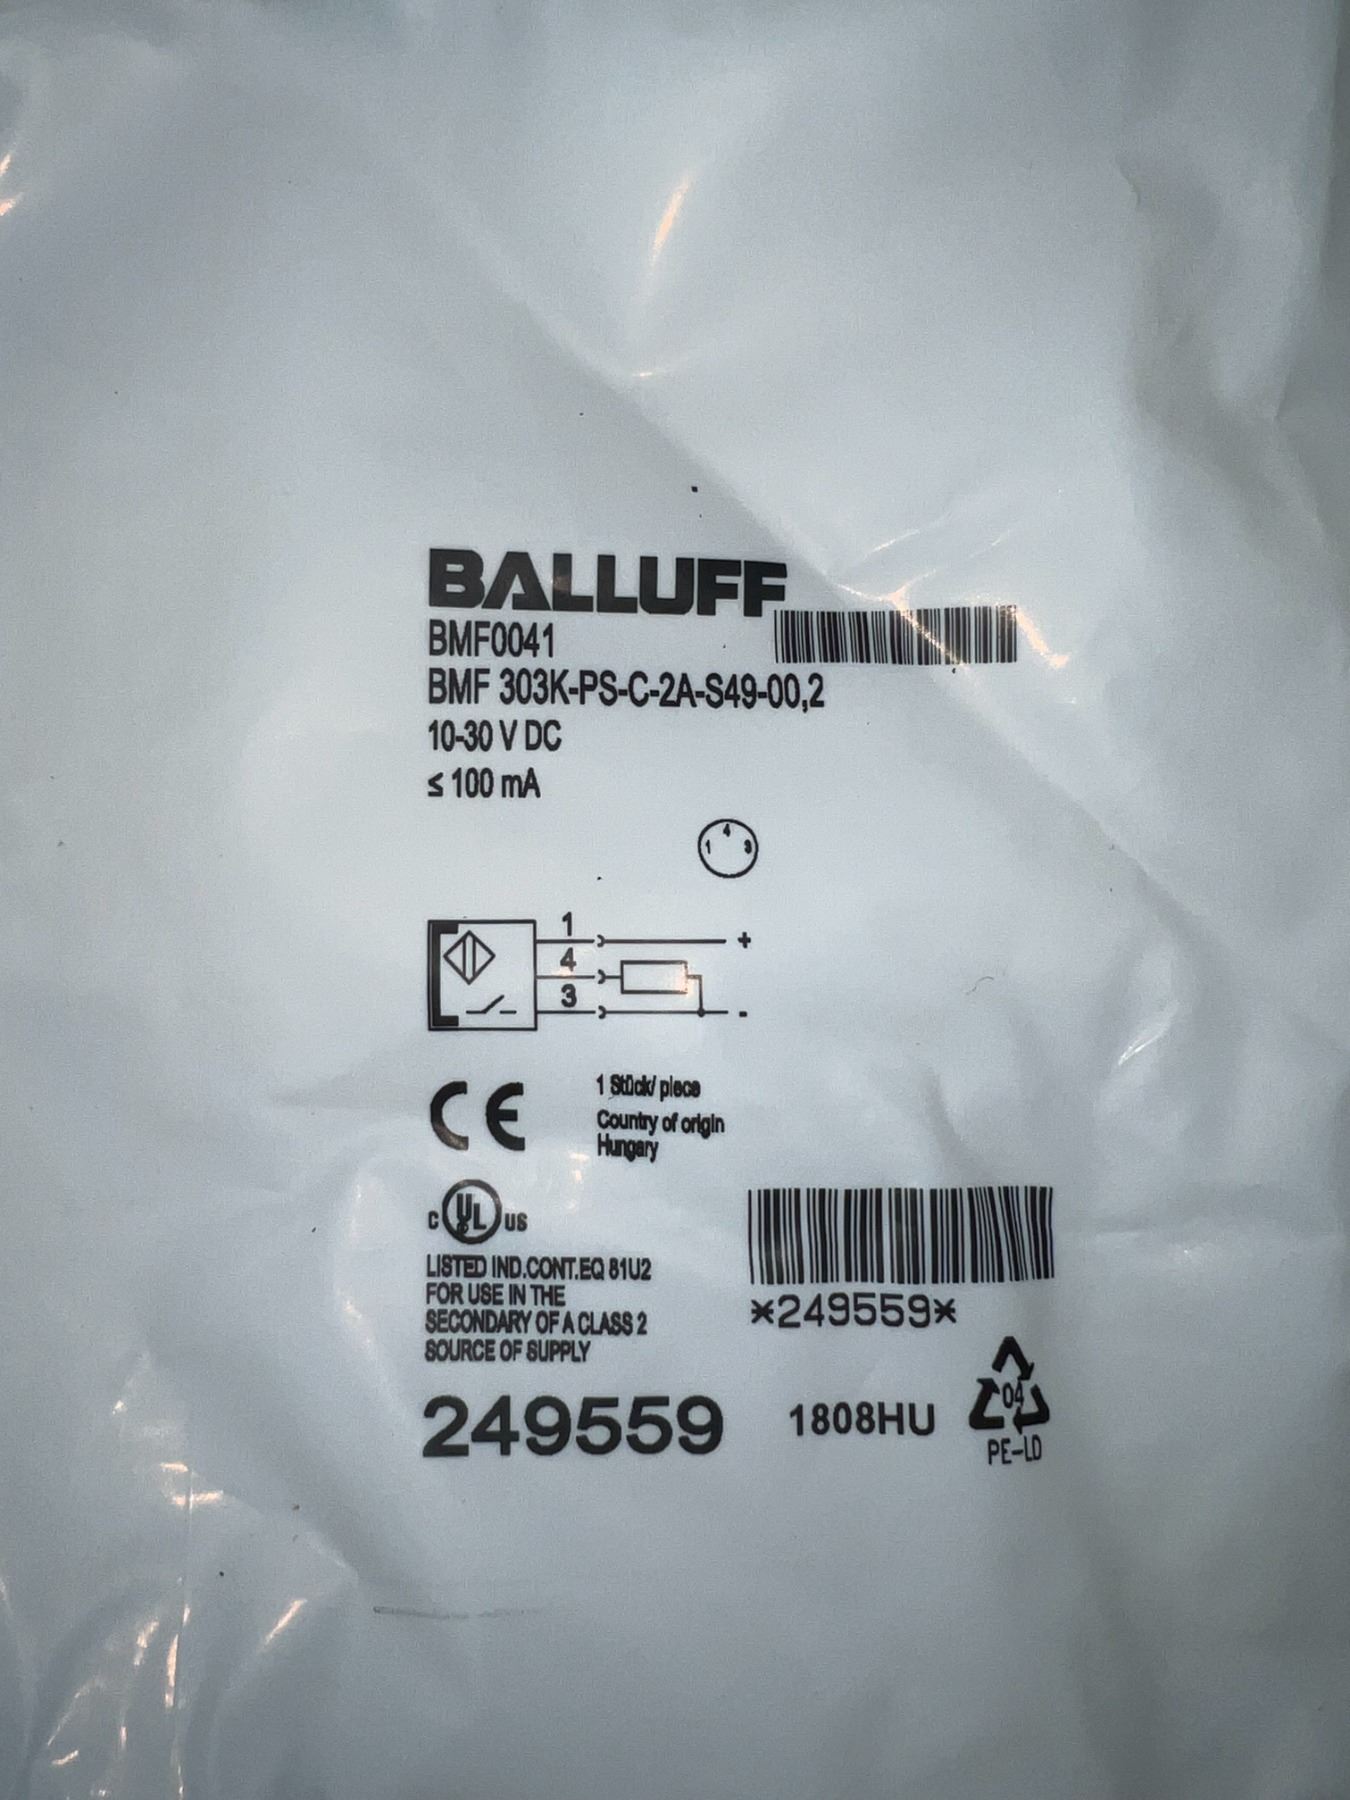 BALLUFF
BMF0041
BMF 303K-PS-C-2A-S49-00,2
10-30 V DC
≤ 100 mA
4
1 3
1
+
4
3
-
CE
1 Stück/ piece
Country of origin
Hungary
c UL US
LISTED IND.CONT.EQ 81U2
FOR USE IN THE
SECONDARY OF A CLASS 2
SOURCE OF SUPPLY
*249559*
249559
1808HU
04
PE-LD